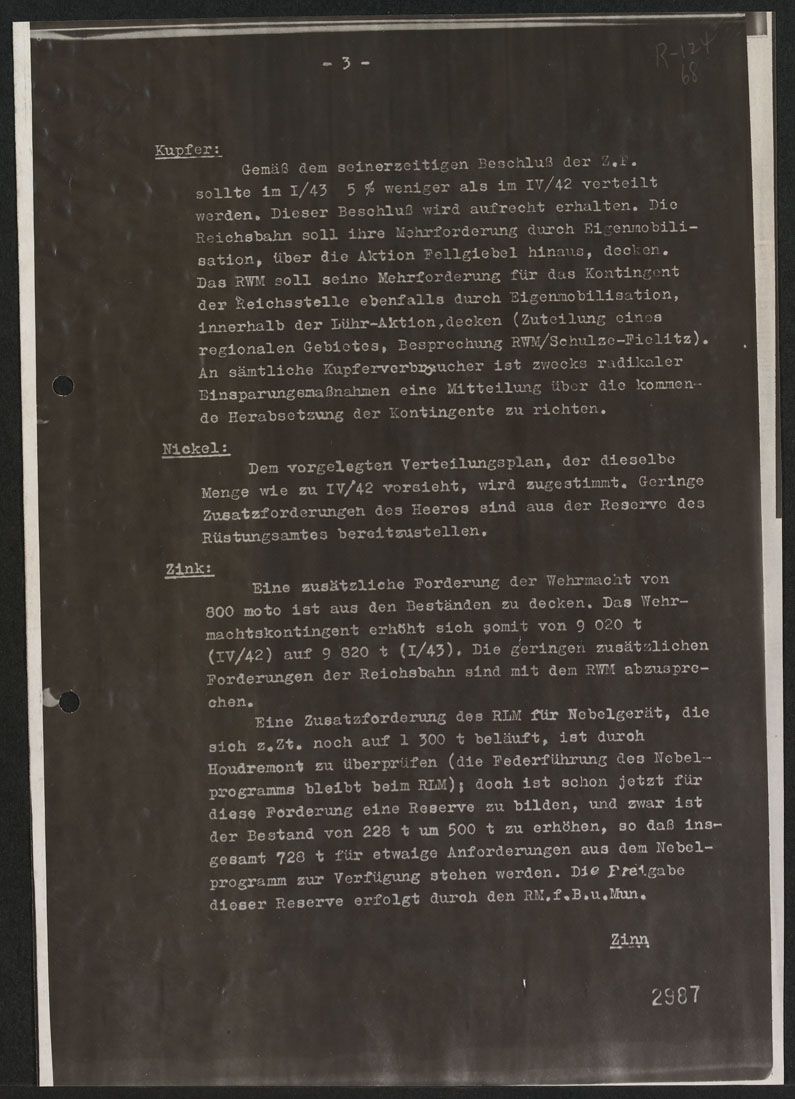 - 3 -
R-124
68
Kupfer:
Gemäß dem seinerzeitigen Beschluß der Z.P.
sollte im I/43 5 % weniger als im IV/42 verteilt
werden. Dieser Beschluß wird aufrecht erhalten. Die
Reichsbahn soll ihre Mehrforderung durch Eigenmobili-
sation, über die Aktion Fellgiebel hinaus, decken.
Das RWM soll seine Mehrforderung für das Kontingent
der Reichsstelle ebenfalls durch Eigenmobilisation,
innerhalb der Lühr-Aktion,decken (Zuteilung eines
regionalen Gebietes, Besprechung RWM/Schulze-Fielitz).
An sämtliche Kupferverbraucher ist zwecks radikaler
Einsparungsmaßnahmen eine Mitteilung über die kommen-
de Herabsetzung der Kontingente zu richten.
Nickel:
Dem vorgelegten Verteilungsplan, der dieselbe
Menge wie zu IV/42 vorsieht, wird zugestimmt. Geringe
Zusatzforderungen des Heeres sind aus der Reserve des
Rüstungsamtes bereitzustellen.
Zink:
Eine zusätzliche Forderung der Wehrmacht von
800 moto ist aus den Beständen zu decken. Das Wehr-
machtskontingent erhöht sich somit von 9 020 t
(IV/42) auf 9 820 t (I/43). Die geringen zusätzlichen
Forderungen der Reichsbahn sind mit dem RWM abzuspre-
chen.
Eine Zusatzforderung des RLM für Nebelgerät, die
sich z.Zt. noch auf 1 300 t beläuft, ist durch
Houdremont zu überprüfen (die Federführung des Nebel-
programms bleibt beim RLM); doch ist schon jetzt für
diese Forderung eine Reserve zu bilden, und zwar ist
der Bestand von 228 t um 500 t zu erhöhen, so daß ins-
gesamt 728 t für etwaige Anforderungen aus dem Nebel-
programm zur Verfügung stehen werden. Die Freigabe
dieser Reserve erfolgt durch den RM.f.B.u.Mun.
Zinn
2987